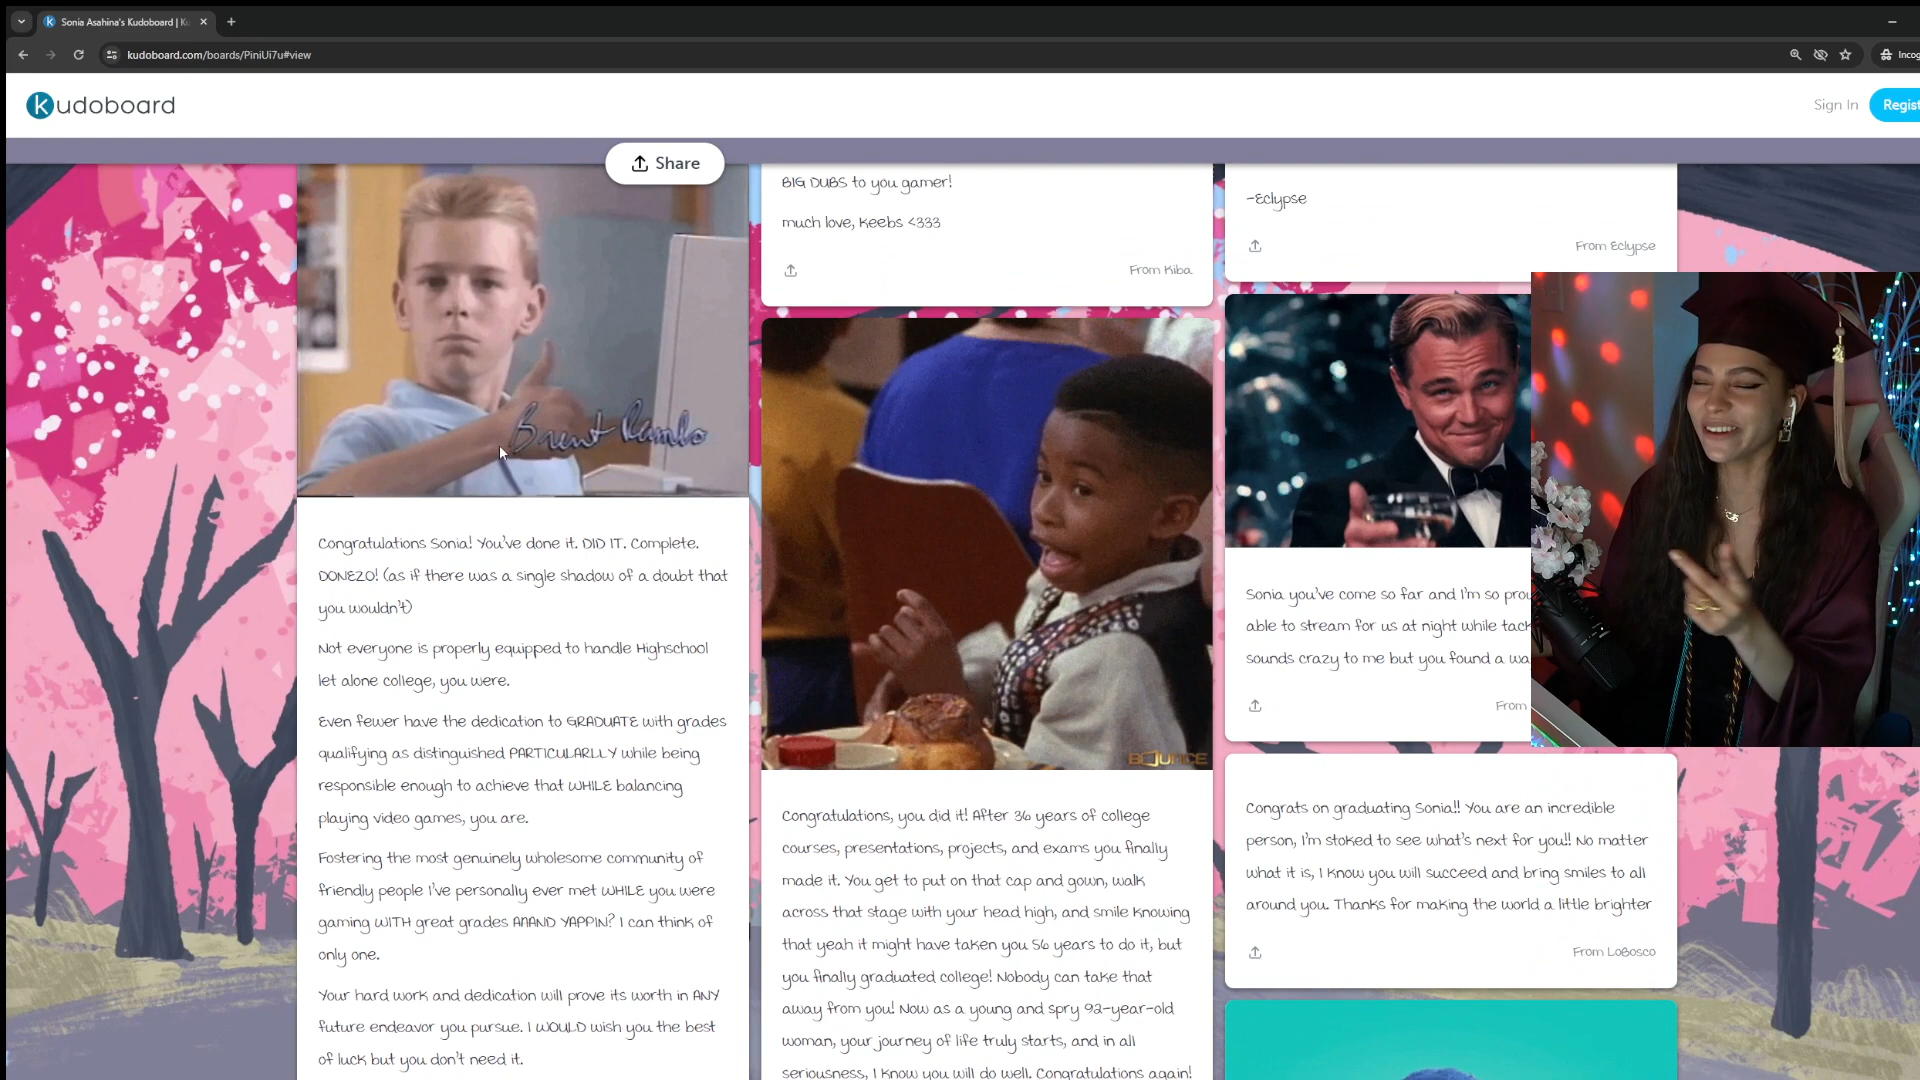 Sonia Asahina's Kudoboard | Ku
kudoboard.com/boards/PiniUi7u#view
Incog
kudoboard
Sign In
Regist
Share
Brent Rambo
Congratulations Sonia! You've done it. DID IT. Complete.
DONEZO! (as if there was a single shadow of a doubt that
you wouldn't)
Not everyone is properly equipped to handle Highschool
let alone college, you were.
Even fewer have the dedication to GRADUATE with grades
qualifying as distinguished PARTICULARLLY while being
responsible enough to achieve that WHILE balancing
playing video games, you are.
Fostering the most genuinely wholesome community of
friendly people I've personally ever met WHILE you were
gaming WITH great grades AAAND YAPPIN? I can think of
only one.
Your hard work and dedication will prove its worth in ANY
future endeavor you pursue. I WOULD wish you the best
of luck but you don't need it.
BIG DUBS to you gamer!
much love, Keebs <333
From Kiba
BOUNCE
Congratulations, you did it! After 36 years of college
courses, presentations, projects, and exams you finally
made it. You get to put on that cap and gown, walk
across that stage with your head high, and smile knowing
that yeah it might have taken you 56 years to do it, but
you finally graduated college! Nobody can take that
away from you! Now as a young and spry 92-year-old
woman, your journey of life truly starts, and in all
seriousness, I know you will do well. Congratulations again!
-Eclypse
From Eclypse
Sonia you've come so far and I'm so prou
able to stream for us at night while tack
sounds crazy to me but you found a wa
From
Congrats on graduating Sonia!! You are an incredible
person, I'm stoked to see what's next for you!! No matter
what it is, I know you will succeed and bring smiles to all
around you. Thanks for making the world a little brighter
From LoBosco